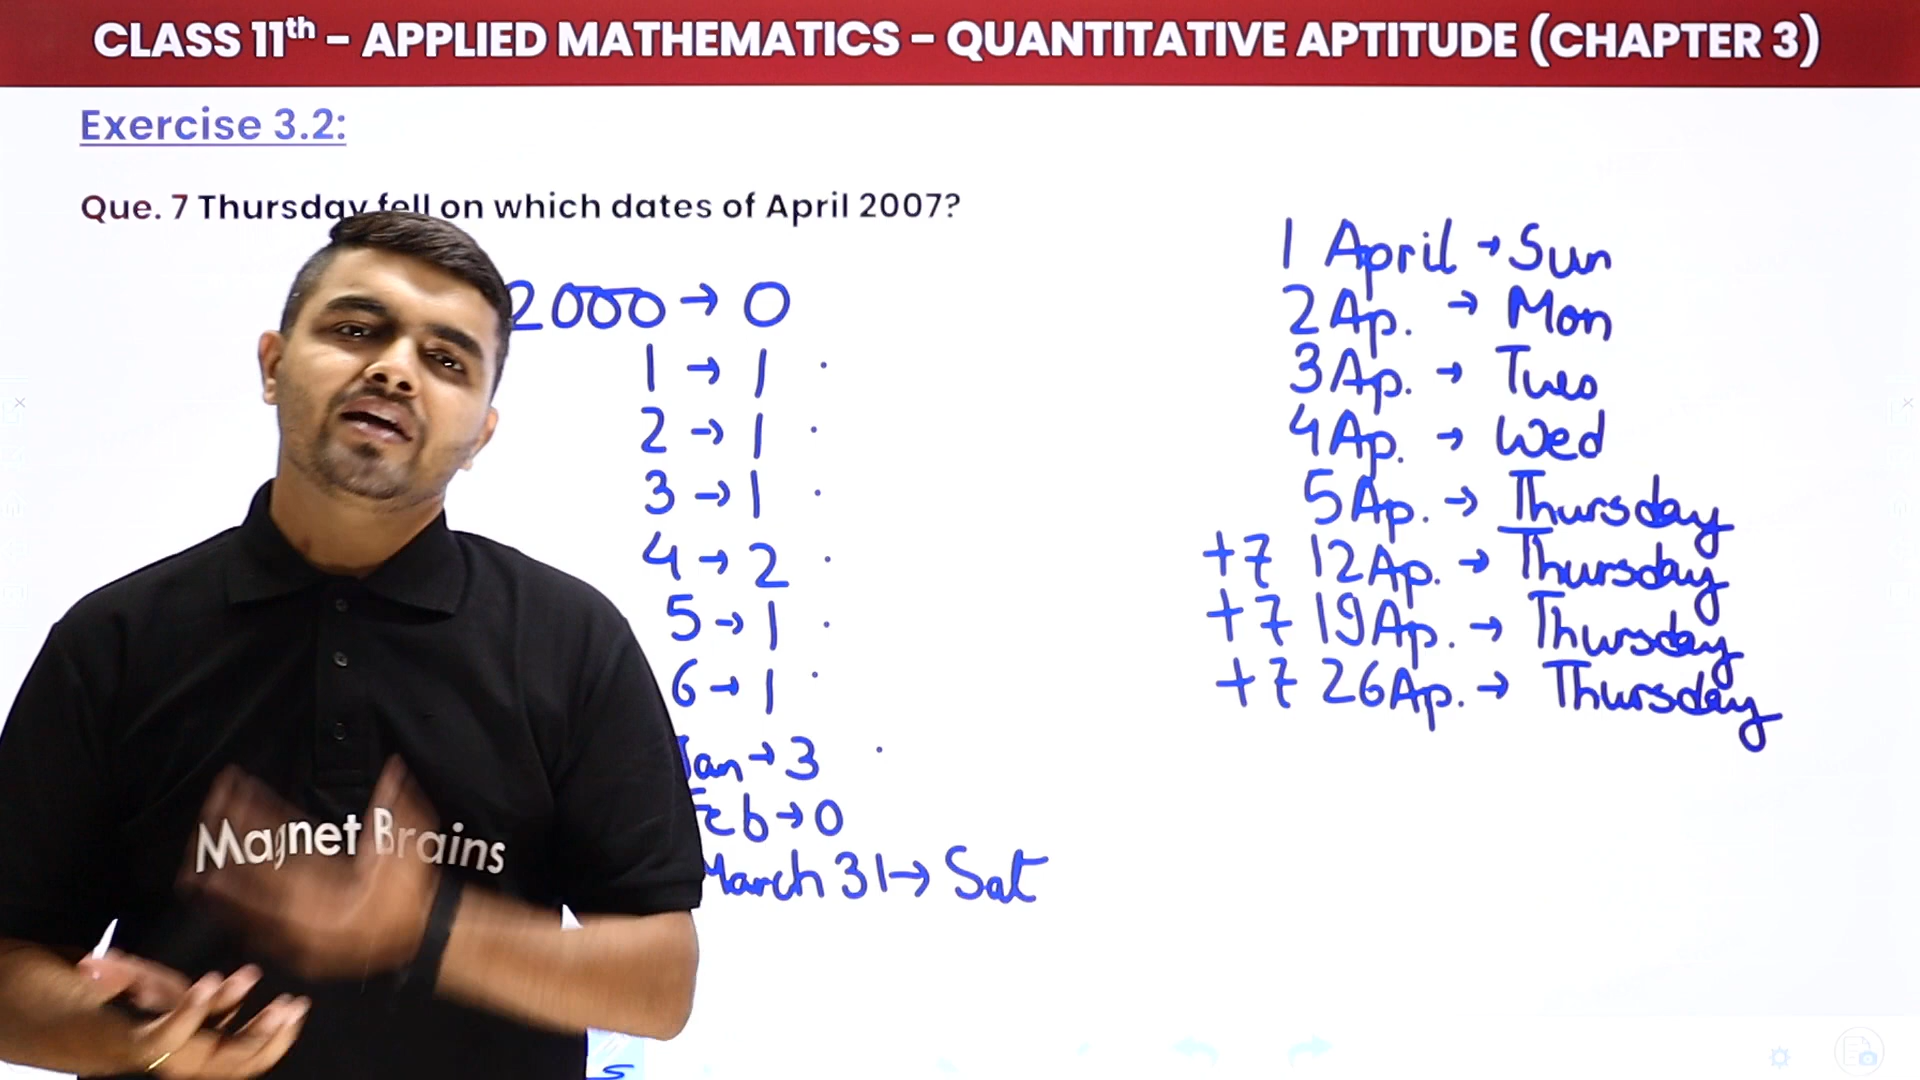 CLASS 11th – APPLIED MATHEMATICS – QUANTITATIVE APTITUDE (CHAPTER 3)
Exercise 3.2:
Que. 7 Thursday fell on which dates of April 2007?
2000 → 0
1 → 1
2 → 1
3 → 1
4 → 2
5 → 1
6 → 1
Jan → 3
Feb → 0
March 31 → Sat
1 April → Sun
2 Ap. → Mon
3 Ap. → Tues
4 Ap. → Wed
5 Ap. → Thursday
+7 12 Ap. → Thursday
+7 19 Ap. → Thursday
+7 26 Ap. → Thursday
Magnet Brains